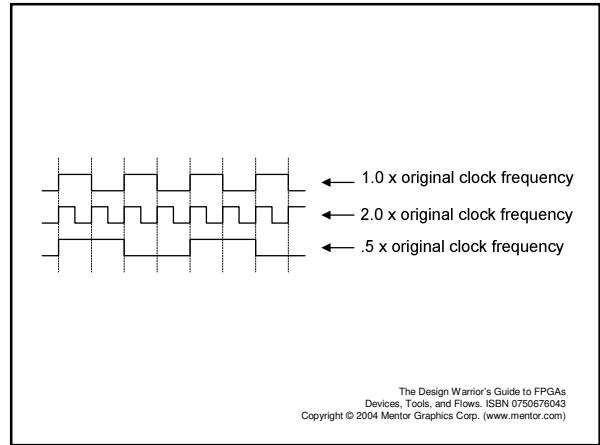 1.0 x original clock frequency
2.0 x original clock frequency
.5 x original clock frequency
The Design Warrior's Guide to FPGAs
Devices, Tools, and Flows. ISBN 0750676043
Copyright © 2004 Mentor Graphics Corp. (www.mentor.com)